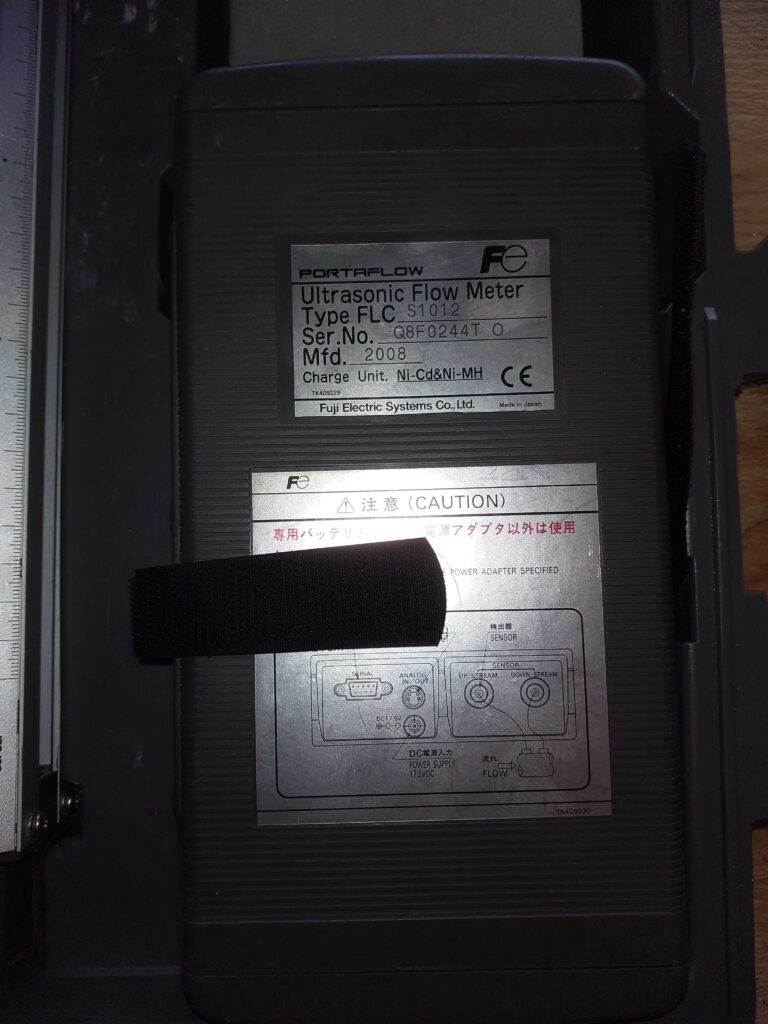 PORTAFLOW Fe
Ultrasonic Flow Meter
Type FLC S1012
Ser.No. Q8F0244T O
Mfd. 2008
Charge Unit. Ni-Cd&Ni-MH CE
TK4D9229
Fuji Electric Systems Co.,Ltd. Made in Japan
Fe
注意 (CAUTION)
専用バッテリ 電源アダプタ以外は使用
POWER ADAPTER SPECIFIED
検出器
SENSOR
SENSOR
SERIAL ANALOG IN/OUT UP STREAM DOWN STREAM
DC17.5V
DC電源入力
POWER SUPPLY
17.5VDC
流れ
FLOW
TK4D9230